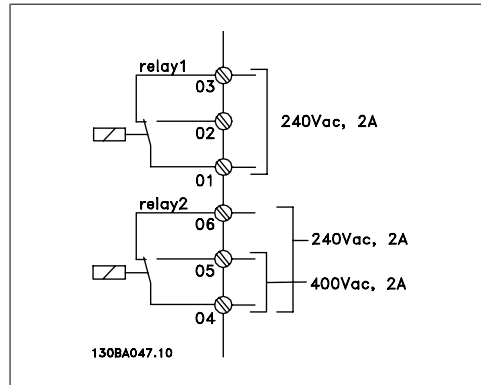 relay1
03
02
240Vac, 2A
01
relay2
06
240Vac, 2A
05
400Vac, 2A
04
130BA047.10